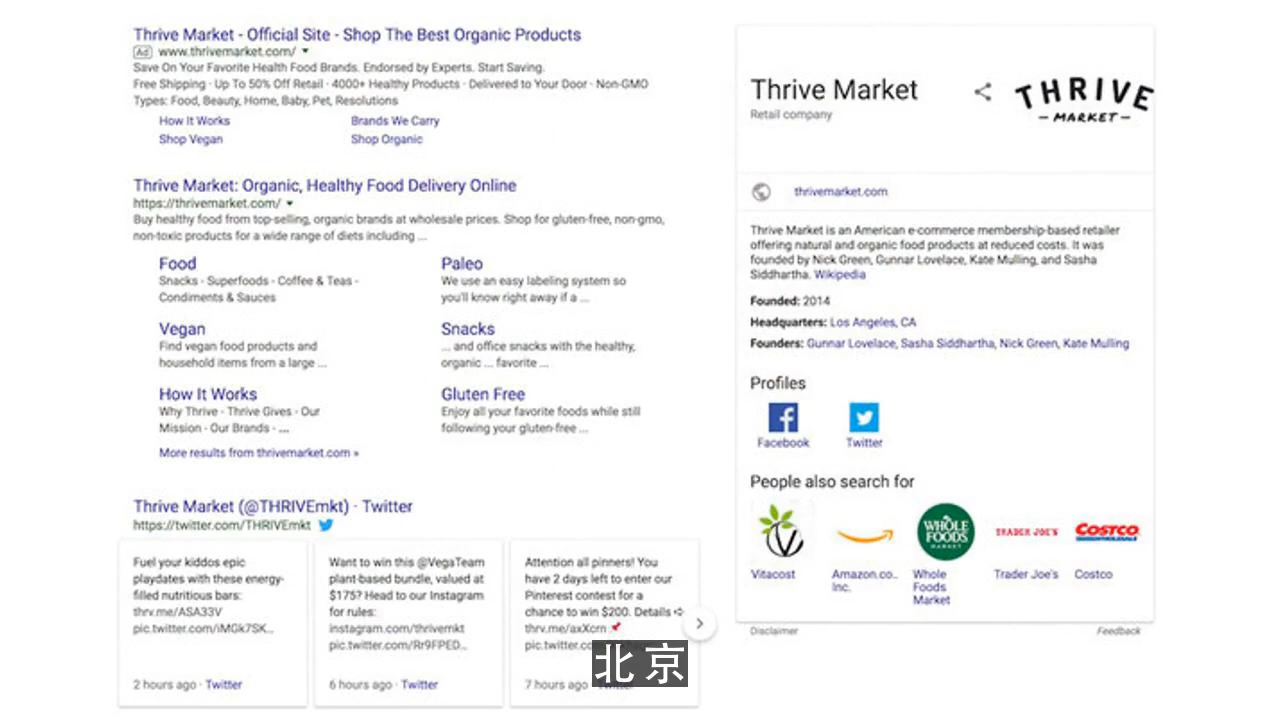 Thrive Market - Official Site - Shop The Best Organic Products
Ad www.thrivemarket.com/
Save On Your Favorite Health Food Brands. Endorsed by Experts. Start Saving.
Free Shipping · Up To 50% Off Retail · 4000+ Healthy Products · Delivered to Your Door · Non-GMO
Types: Food, Beauty, Home, Baby, Pet, Resolutions
How It Works
Brands We Carry
Shop Vegan
Shop Organic
Thrive Market: Organic, Healthy Food Delivery Online
https://thrivemarket.com/
Buy healthy food from top-selling, organic brands at wholesale prices. Shop for gluten-free, non-gmo,
non-toxic products for a wide range of diets including ...
Food
Snacks - Superfoods - Coffee & Teas -
Condiments & Sauces
Paleo
We use an easy labeling system so
you'll know right away if a ...
Vegan
Find vegan food products and
household items from a large ...
Snacks
... and office snacks with the healthy,
organic ... favorite ...
How It Works
Why Thrive - Thrive Gives - Our
Mission - Our Brands - ...
Gluten Free
Enjoy all your favorite foods while still
following your gluten-free ...
More results from thrivemarket.com »
Thrive Market (@THRIVEmkt) · Twitter
https://twitter.com/THRIVEmkt
Fuel your kiddos epic
playdates with these energy-
filled nutritious bars:
thrv.me/ASA33V
pic.twitter.com/iMGk7SK...
2 hours ago · Twitter
Want to win this @VegaTeam
plant-based bundle, valued at
$175? Head to our Instagram
for rules:
instagram.com/thrivemkt
pic.twitter.com/Rr9FPED...
6 hours ago · Twitter
Attention all pinners! You
have 2 days left to enter our
Pinterest contest for a
chance to win $200. Details ➪
thrv.me/axXcrn
pic.twitter.co
7 hours ago · Twitter
北京
Thrive Market
Retail company
THRIVE
MARKET
thrivemarket.com
Thrive Market is an American e-commerce membership-based retailer
offering natural and organic food products at reduced costs. It was
founded by Nick Green, Gunnar Lovelace, Kate Mulling, and Sasha
Siddhartha. Wikipedia
Founded: 2014
Headquarters: Los Angeles, CA
Founders: Gunnar Lovelace, Sasha Siddhartha, Nick Green, Kate Mulling
Profiles
Facebook
Twitter
People also search for
WHOLE
FOODS
MARKET
TRADER JOE'S
COSTCO
WHOLESALE
Vitacost
Amazon.co..
Inc.
Whole
Foods
Market
Trader Joe's
Costco
Disclaimer
Feedback